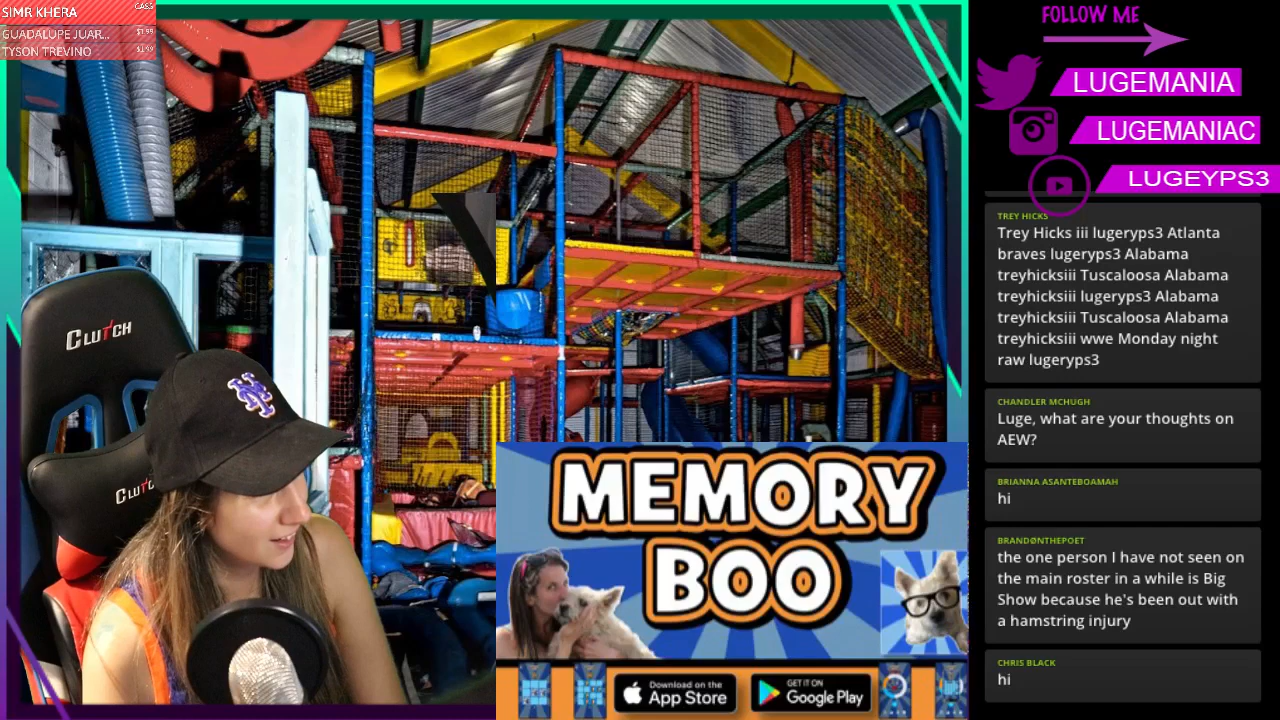 SIMR KHERA
GUADALUPE JUAR... $1.99
TYSON TREVINO
CLUTCH
NY
MEMORY
BOO
Download on the
App Store
GET IT ON
Google Play
FOLLOW ME
LUGEMANIA
LUGEMANIAC
LUGEYPS3
TREY HICKS
Trey Hicks iii lugeryps3 Atlanta
braves lugeryps3 Alabama
treyhicksiii Tuscaloosa Alabama
treyhicksiii lugeryps3 Alabama
treyhicksiii Tuscaloosa Alabama
treyhicksiii wwe Monday night
raw lugeryps3
CHANDLER MCHUGH
Luge, what are your thoughts on
AEW?
BRIANNA ASANTEBOAMAH
hi
BRANDØNTHEPOET
the one person I have not seen on
the main roster in a while is Big
Show because he's been out with
a hamstring injury
CHRIS BLACK
hi